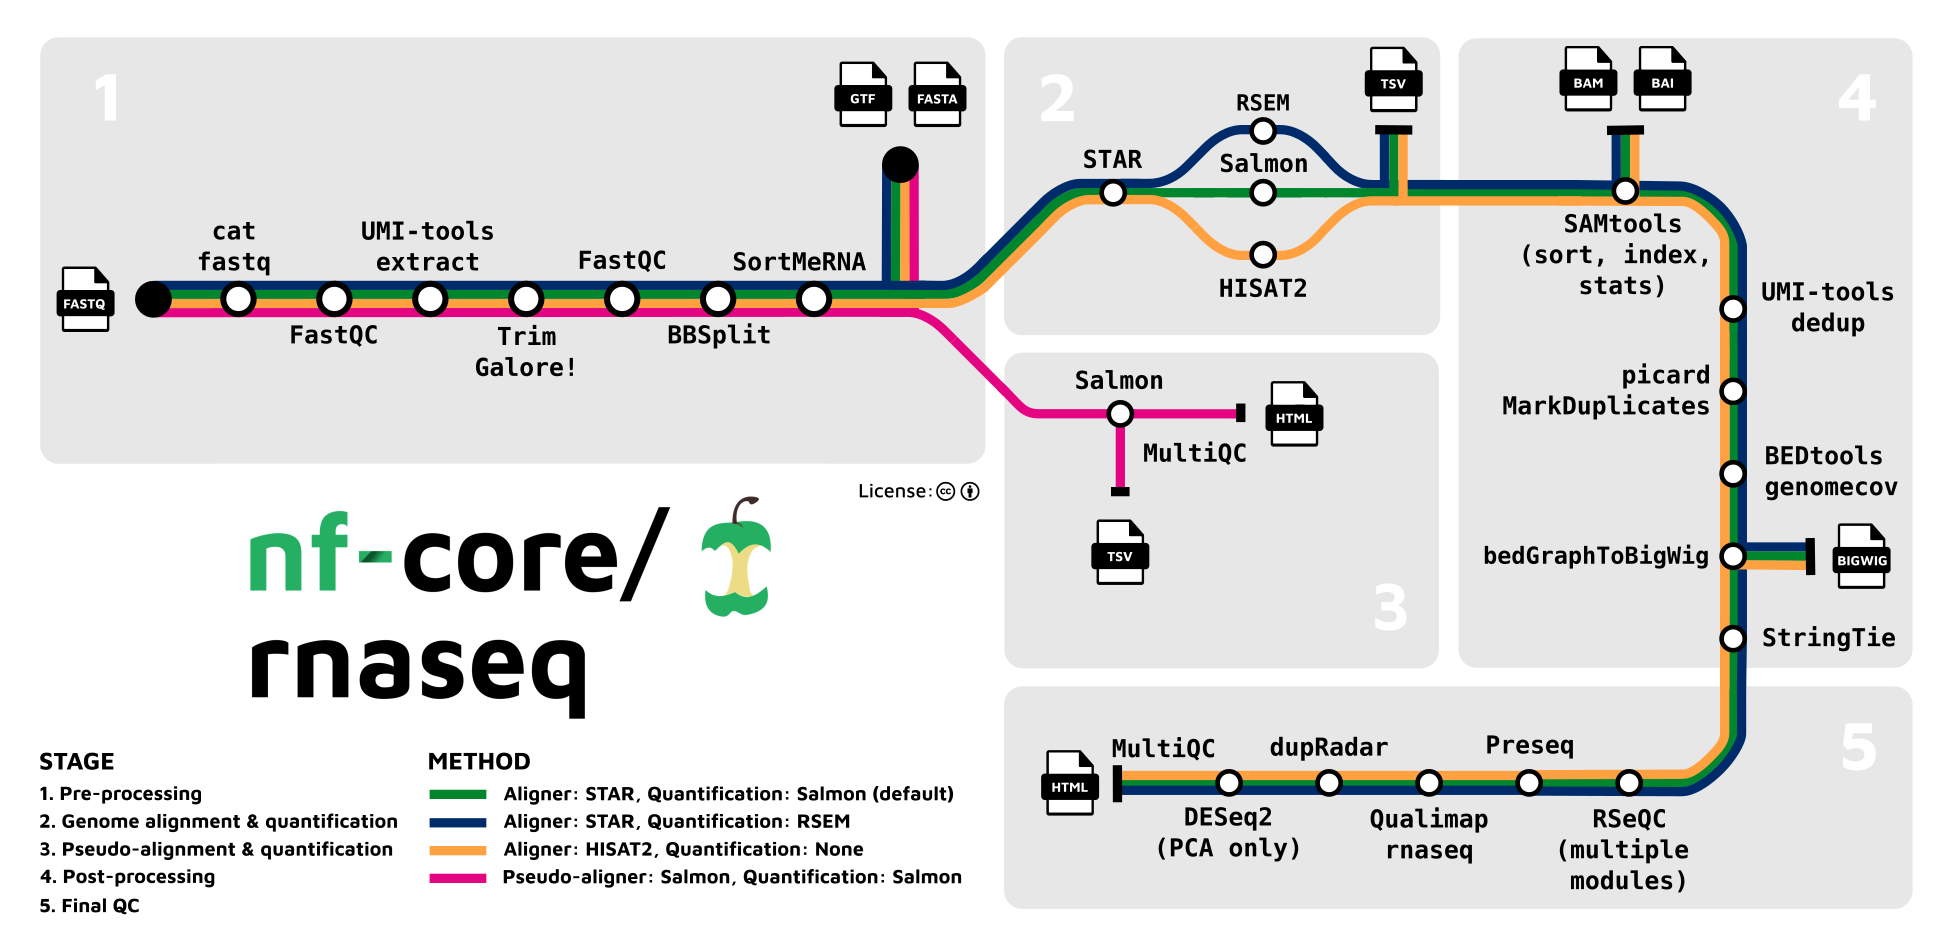 1
GTF
FASTA
cat
fastq
UMI-tools
extract
FastQC
SortMeRNA
FASTQ
FastQC
Trim
Galore!
BBSplit
2
TSV
RSEM
STAR
Salmon
HISAT2
4
BAM
BAI
SAMtools
(sort, index,
stats)
UMI-tools
dedup
picard
MarkDuplicates
BEDtools
genomecov
bedGraphToBigWig
BIGWIG
StringTie
Salmon
HTML
MultiQC
TSV
3
License: cc
nf-core/
rnaseq
5
MultiQC
dupRadar
Preseq
HTML
DESeq2
(PCA only)
Qualimap
rnaseq
RSeQC
(multiple
modules)
STAGE
1. Pre-processing
2. Genome alignment & quantification
3. Pseudo-alignment & quantification
4. Post-processing
5. Final QC
METHOD
Aligner: STAR, Quantification: Salmon (default)
Aligner: STAR, Quantification: RSEM
Aligner: HISAT2, Quantification: None
Pseudo-aligner: Salmon, Quantification: Salmon